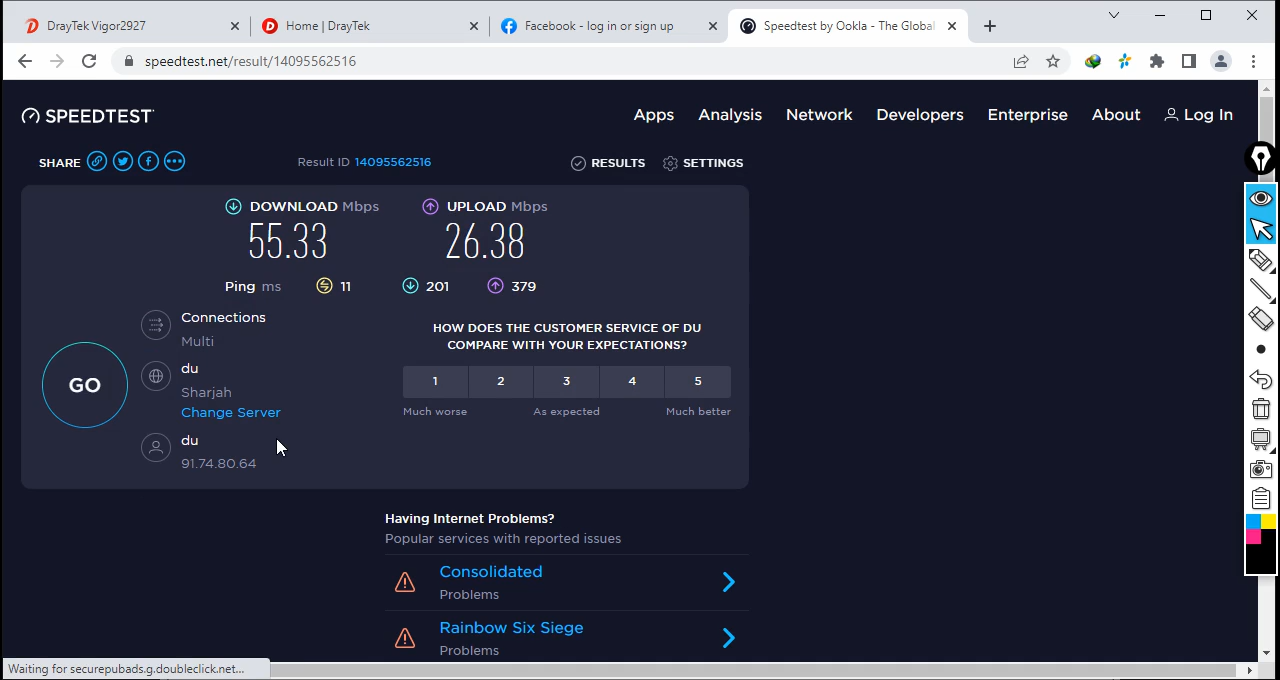 DrayTek Vigor2927
Home | DrayTek
Facebook - log in or sign up
Speedtest by Ookla - The Global
speedtest.net/result/14095562516
SPEEDTEST
Apps Analysis Network Developers Enterprise About Log In
SHARE
Result ID 14095562516
RESULTS SETTINGS
DOWNLOAD Mbps
55.33
UPLOAD Mbps
26.38
Ping ms 11 201 379
Connections
Multi
du
Sharjah
Change Server
du
91.74.80.64
GO
HOW DOES THE CUSTOMER SERVICE OF DU
COMPARE WITH YOUR EXPECTATIONS?
1 2 3 4 5
Much worse As expected Much better
Having Internet Problems?
Popular services with reported issues
Consolidated
Problems
Rainbow Six Siege
Problems
Waiting for securepubads.g.doubleclick.net...